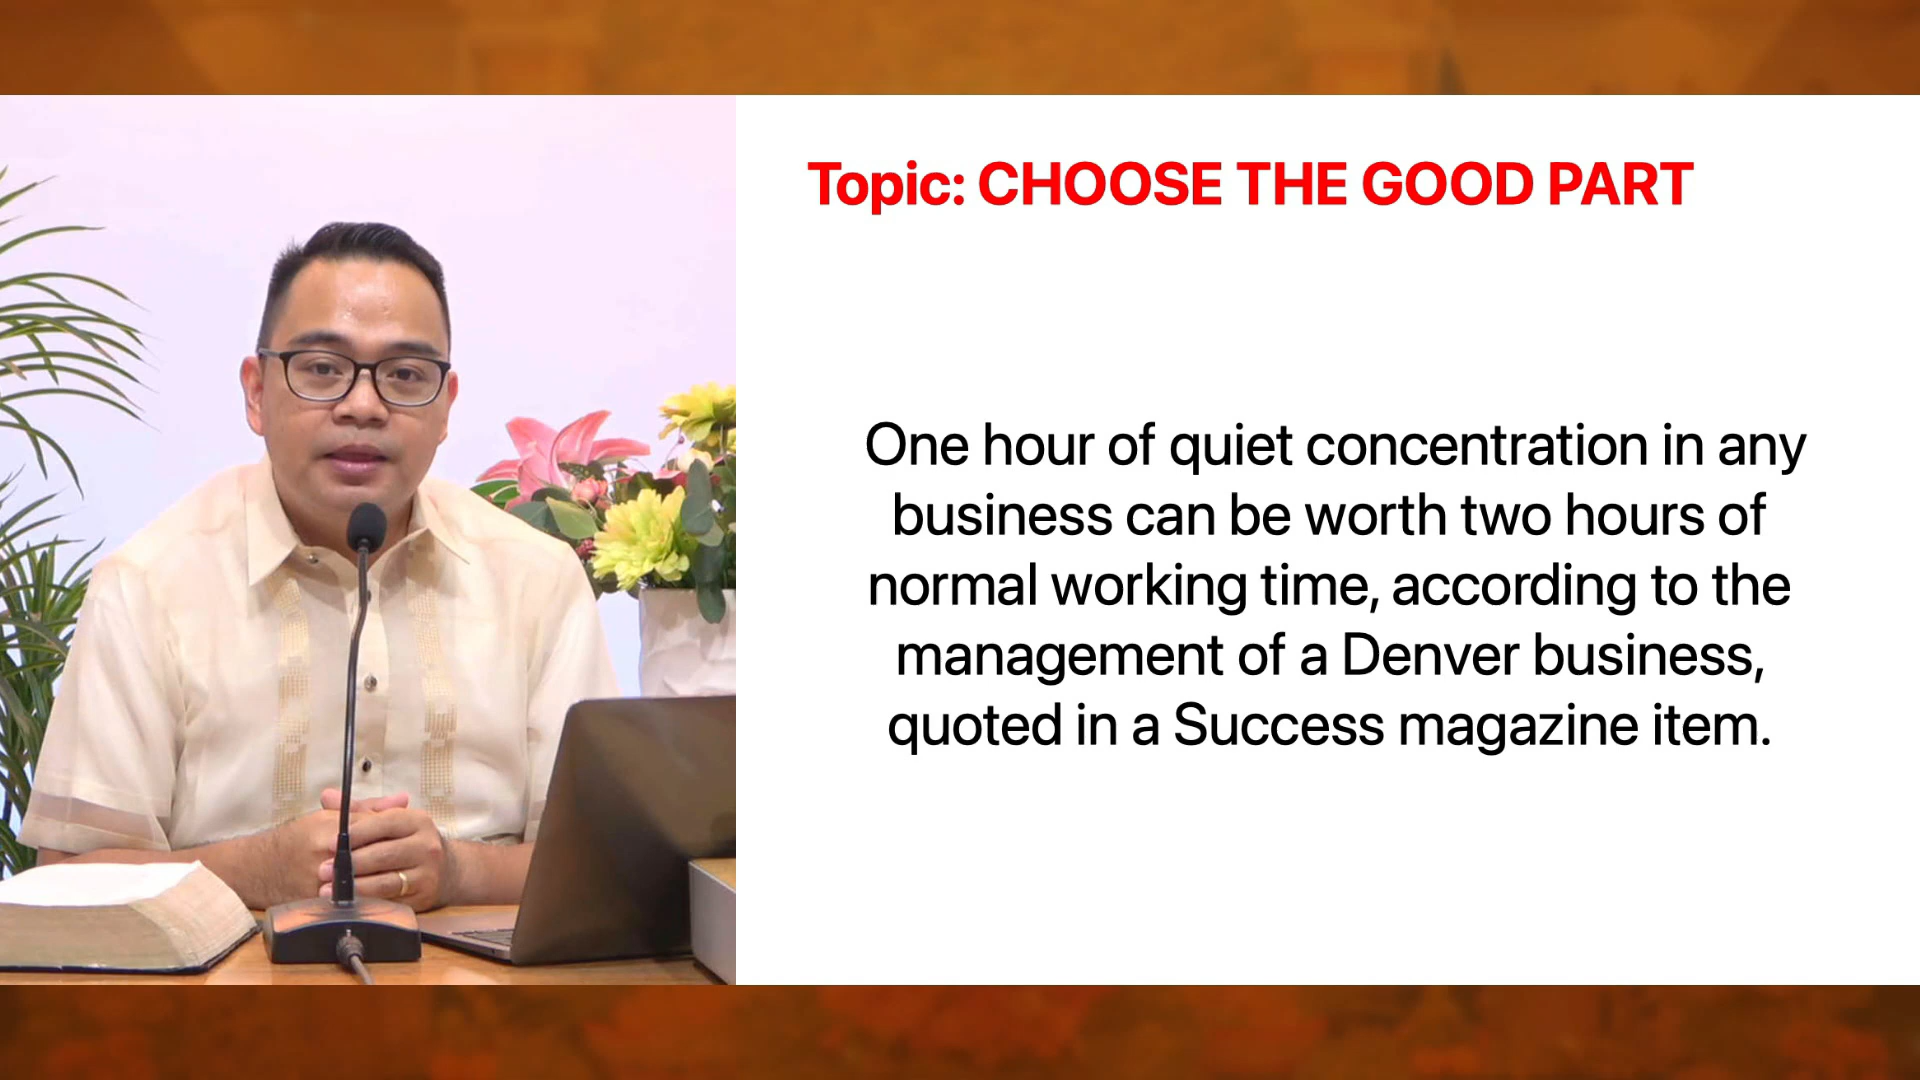 Topic: CHOOSE THE GOOD PART
One hour of quiet concentration in any
business can be worth two hours of
normal working time, according to the
management of a Denver business,
quoted in a Success magazine item.